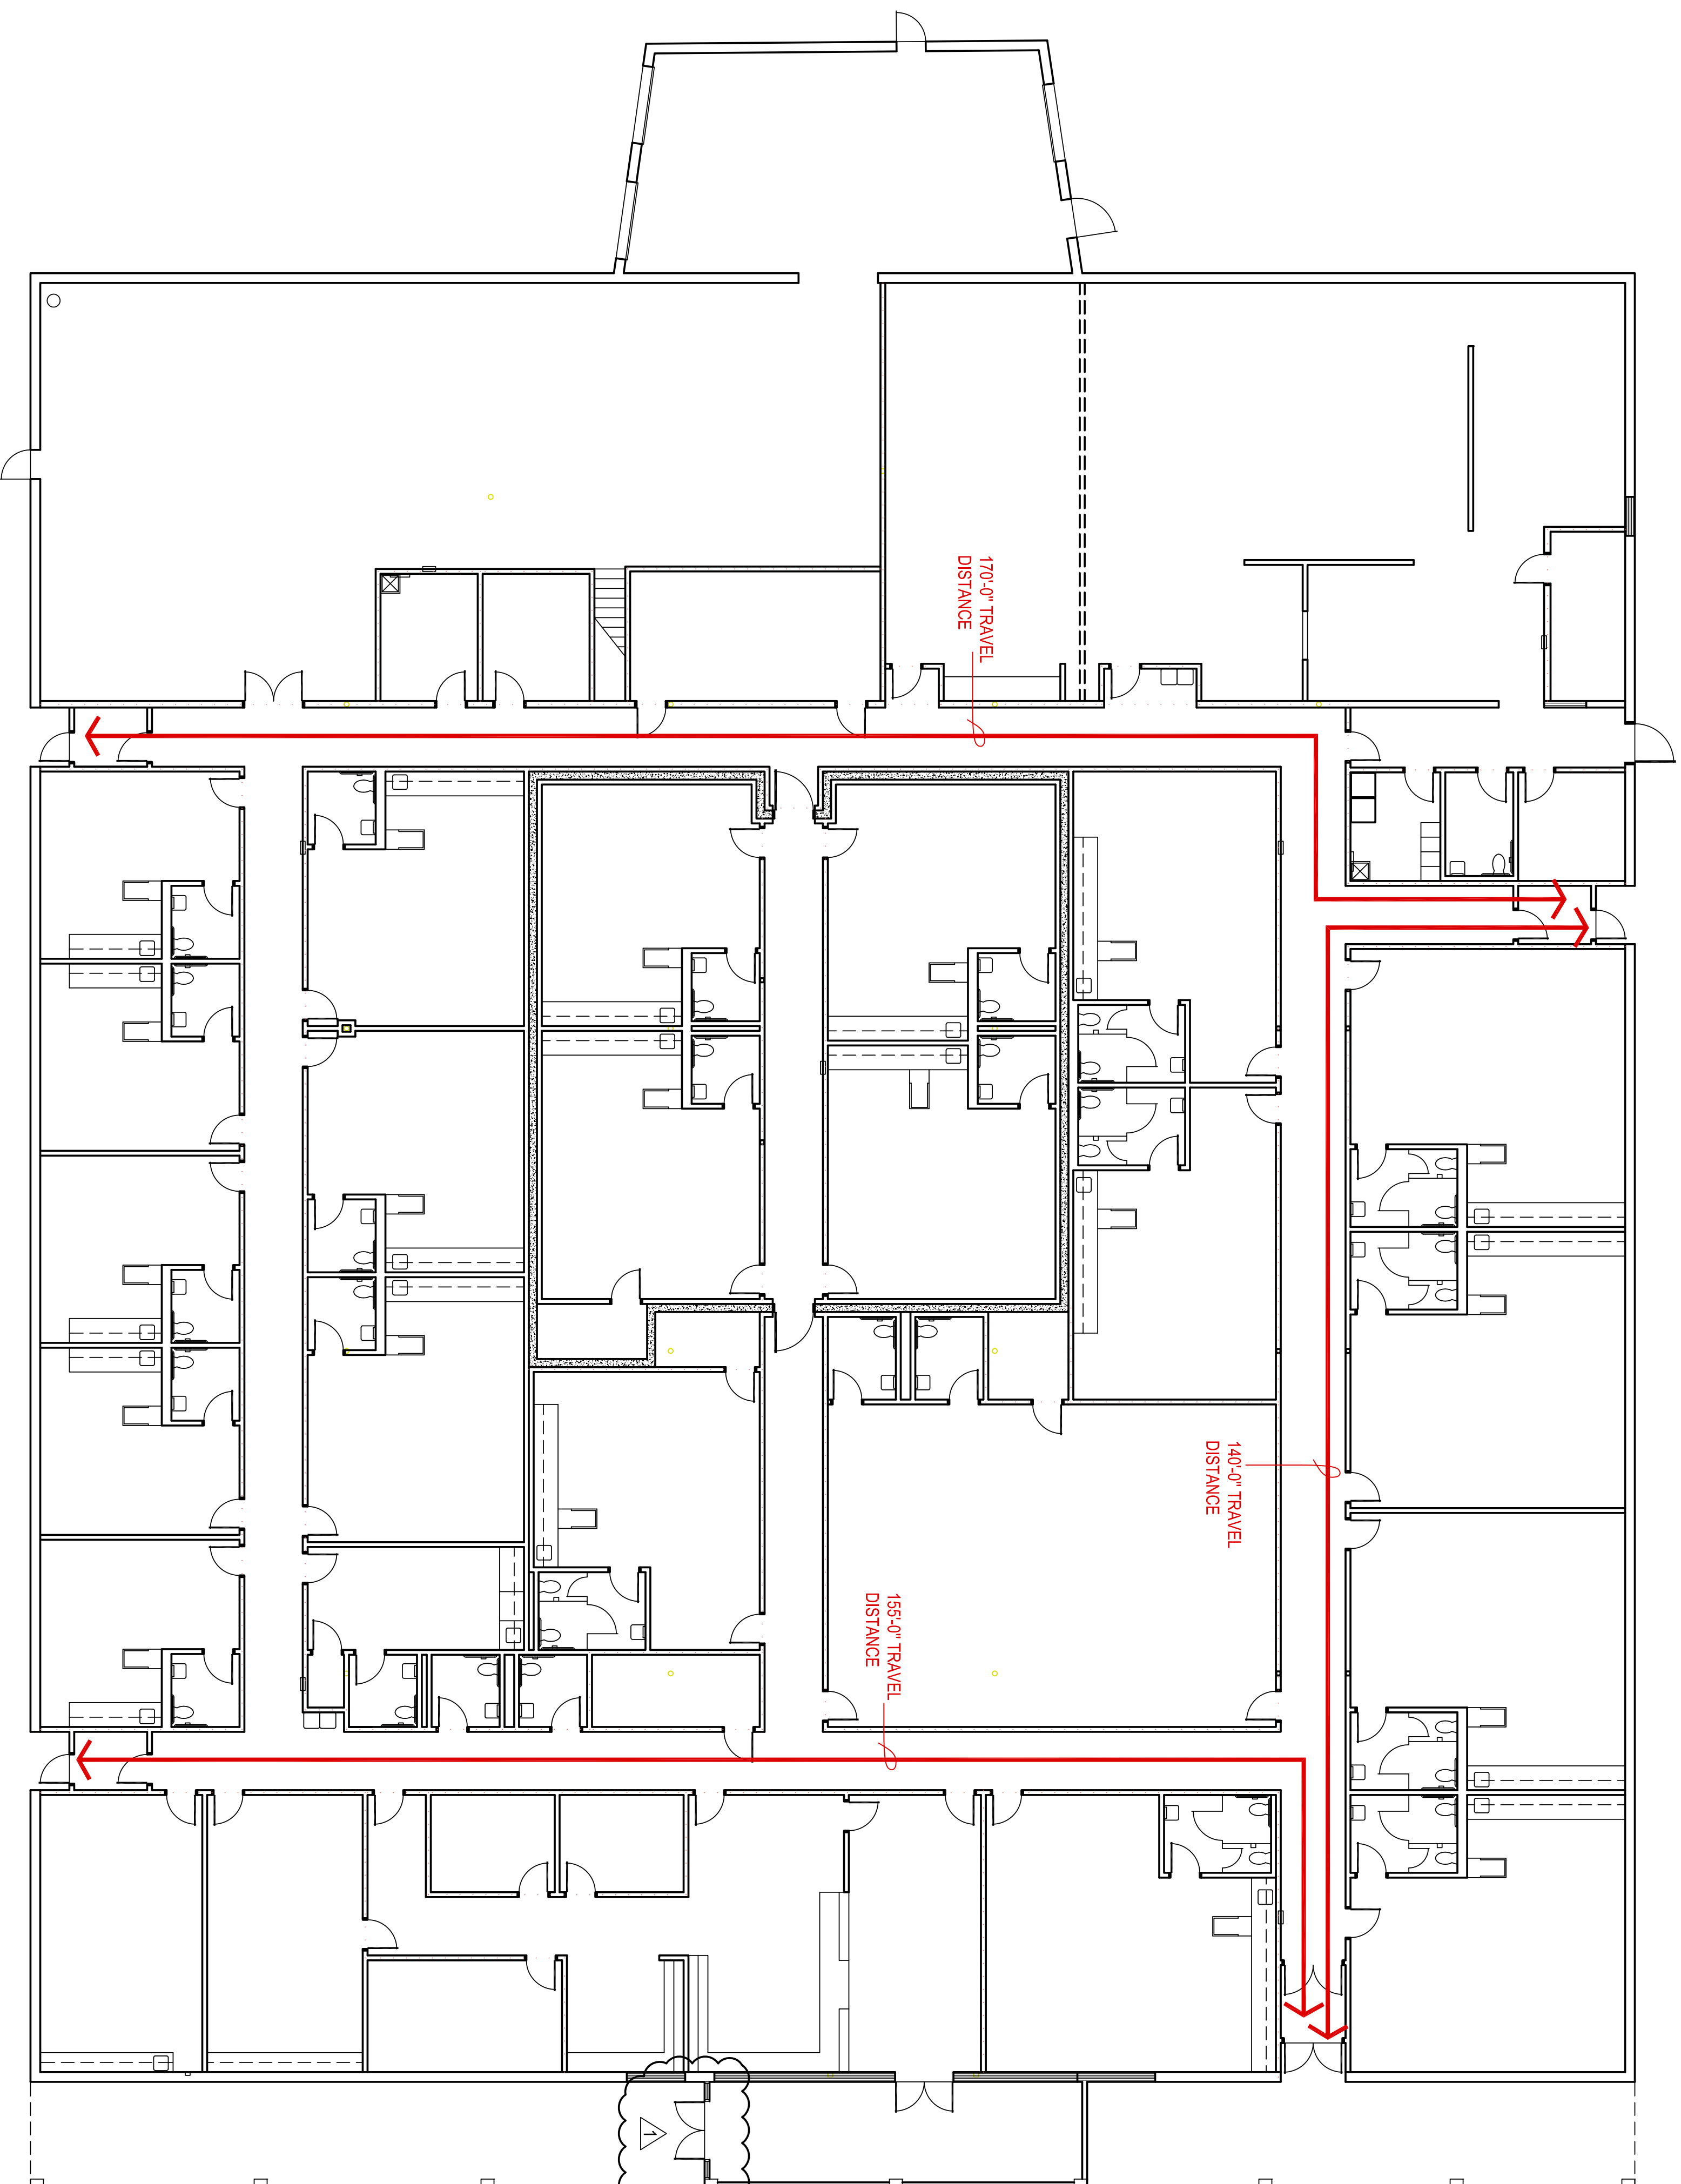 170'-0" TRAVEL
DISTANCE
140'-0" TRAVEL
DISTANCE
155'-0" TRAVEL
DISTANCE
1